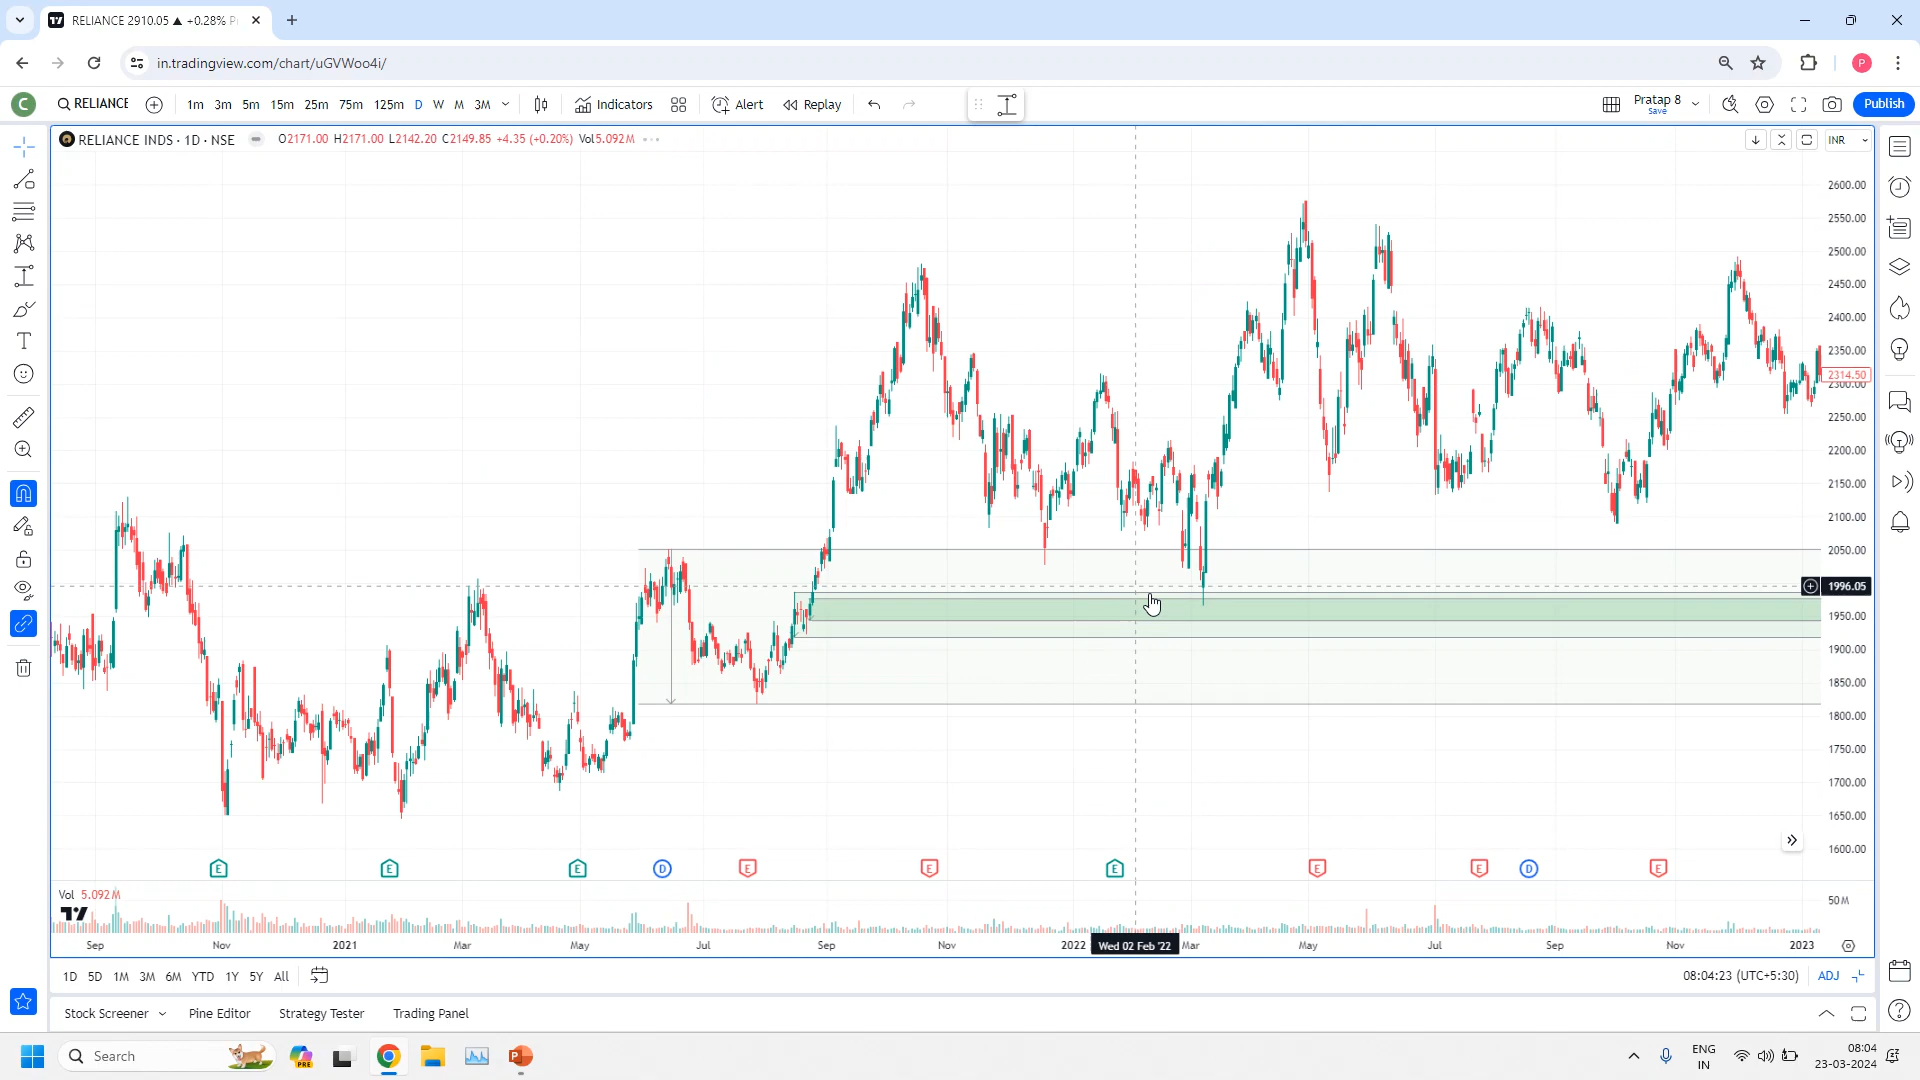 RELIANCE 2910.05 ▲ +0.28%
in.tradingview.com/chart/uGVWoo4i/
C RELIANCE 1m 3m 5m 15m 25m 75m 125m D W M 3M Indicators Alert Replay Pratap 8 Save Publish
RELIANCE INDS · 1D · NSE O2171.00 H2171.00 L2142.20 C2149.85 +4.35 (+0.20%) Vol5.092M INR
2600.00
2550.00
2500.00
2450.00
2400.00
2350.00
2314.50
2300.00
2250.00
2200.00
2150.00
2100.00
2050.00
1996.05
1950.00
1900.00
1850.00
1800.00
1750.00
1700.00
1650.00
1600.00
E E E D E E E E E D E
Vol 5.092M
50M
Sep Nov 2021 Mar May Jul Sep Nov 2022 Wed 02 Feb '22 Mar May Jul Sep Nov 2023
1D 5D 1M 3M 6M YTD 1Y 5Y All 08:04:23 (UTC+5:30) ADJ
Stock Screener Pine Editor Strategy Tester Trading Panel
Search PRE ENG IN 08:04 23-03-2024